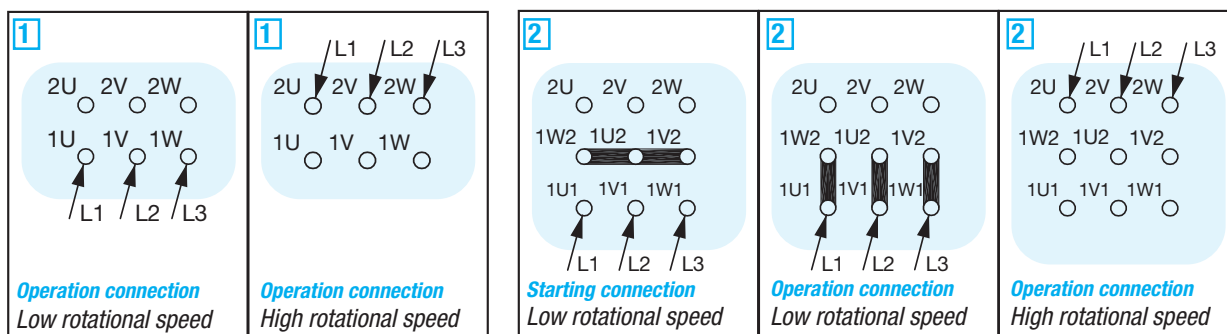 1
L1 L2 L3
2U 2V 2W
1U 1V 1W
L1 L2 L3
Operation connection
Low rotational speed
1
L1 L2 L3
2U 2V 2W
1U 1V 1W
Operation connection
High rotational speed
2
2U 2V 2W
1W2 1U2 1V2
1U1 1V1 1W1
L1 L2 L3
Starting connection
Low rotational speed
2
2U 2V 2W
1W2 1U2 1V2
1U1 1V1 1W1
L1 L2 L3
Operation connection
Low rotational speed
2
L1 L2 L3
2U 2V 2W
1W2 1U2 1V2
1U1 1V1 1W1
Operation connection
High rotational speed